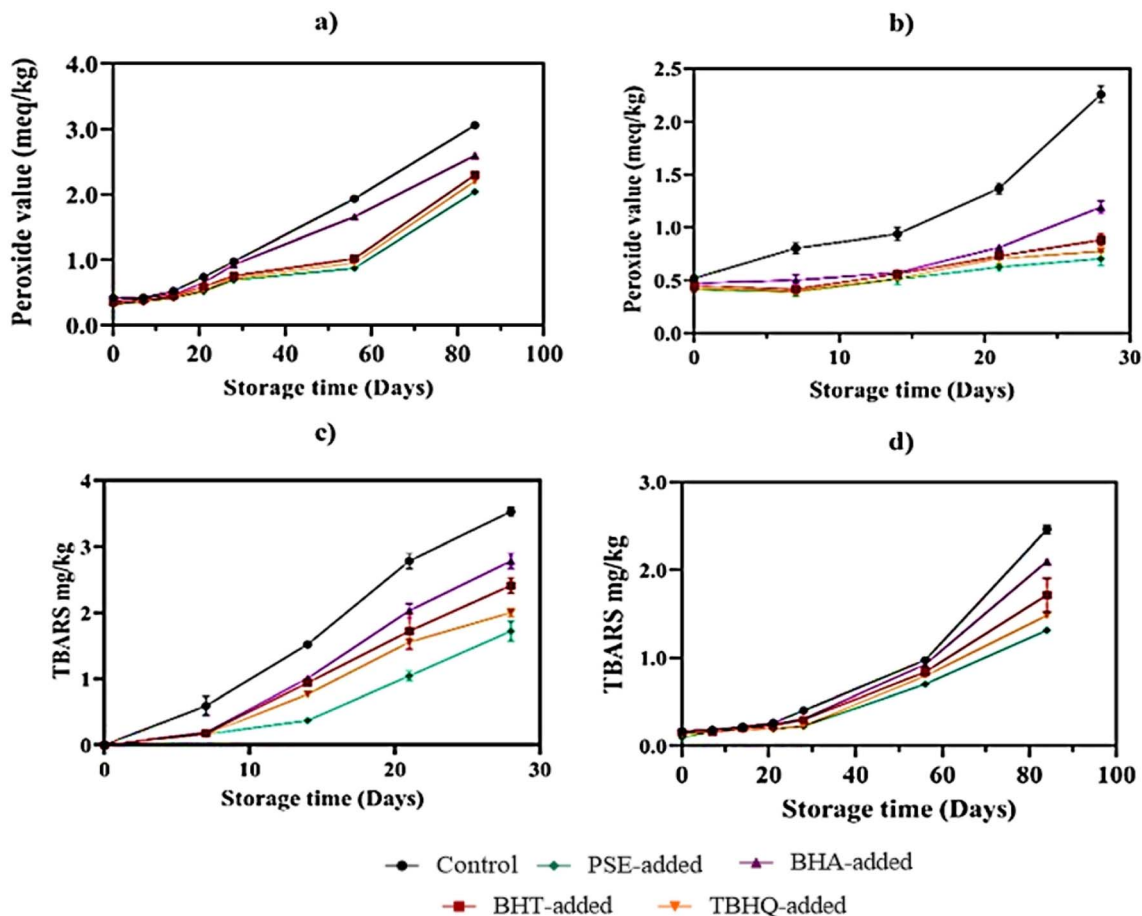 a)
Peroxide value (meq/kg)
4.0
3.0
2.0
1.0
0.0
0
20
40
60
80
100
Storage time (Days)
b)
Peroxide value (meq/kg)
2.5
2.0
1.5
1.0
0.5
0.0
0
10
20
30
Storage time (Days)
c)
TBARS mg/kg
4
3
2
1
0
0
10
20
30
Storage time (Days)
d)
TBARS mg/kg
3.0
2.0
1.0
0.0
0
20
40
60
80
100
Storage time (Days)
Control PSE-added BHA-added
BHT-added TBHQ-added